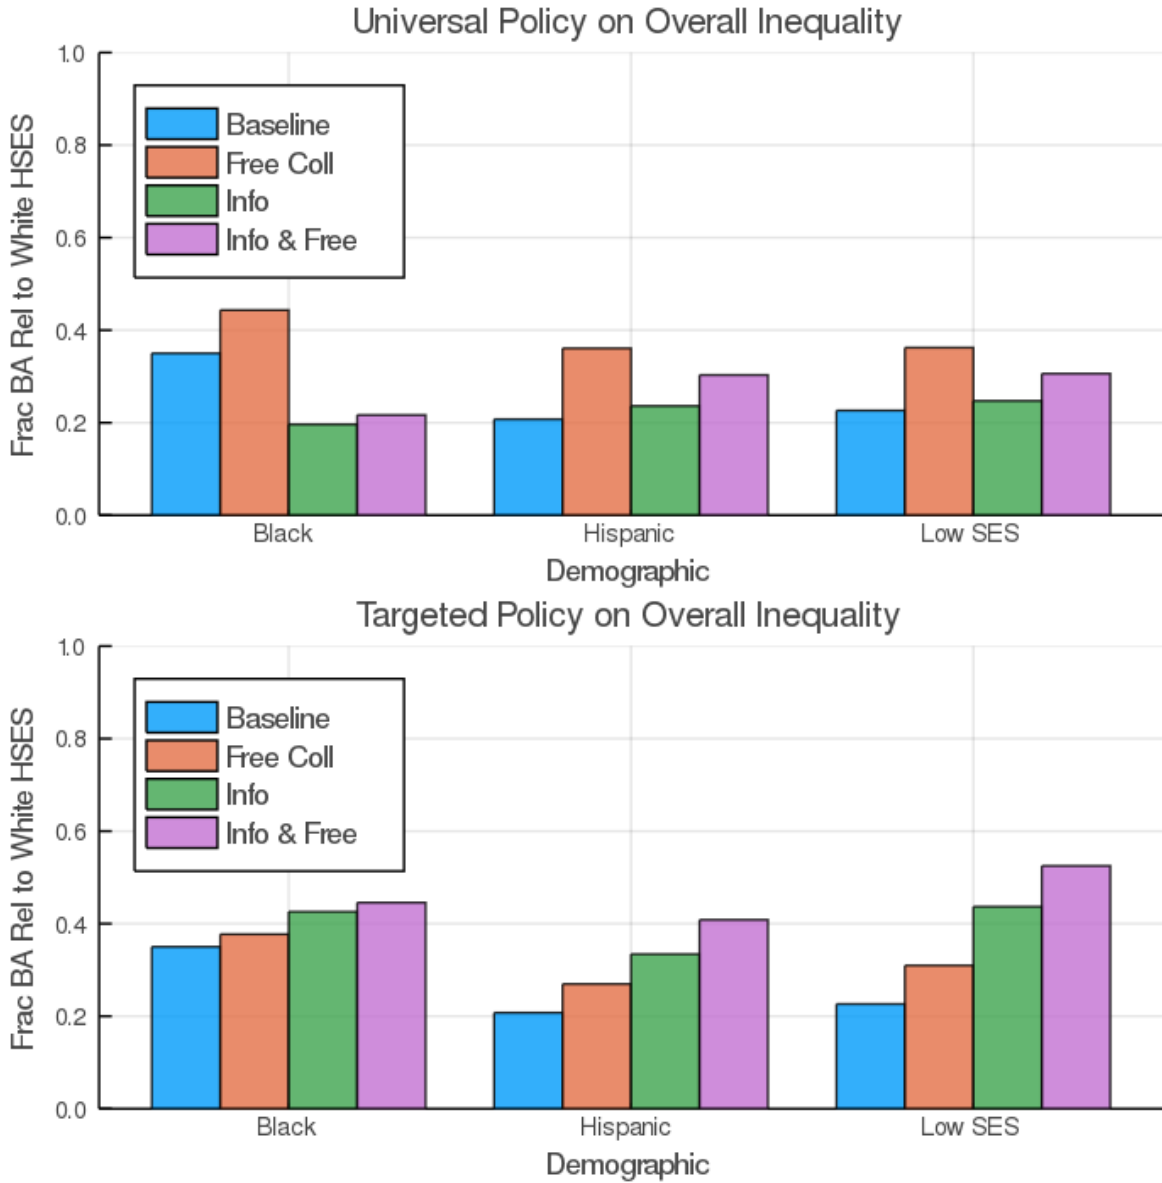 Universal Policy on Overall Inequality
Frac BA Rel to White HSES
1.0
0.8
0.6
0.4
0.2
0.0
Baseline
Free Coll
Info
Info & Free
Black
Hispanic
Low SES
Demographic
Targeted Policy on Overall Inequality
Frac BA Rel to White HSES
1.0
0.8
0.6
0.4
0.2
0.0
Baseline
Free Coll
Info
Info & Free
Black
Hispanic
Low SES
Demographic